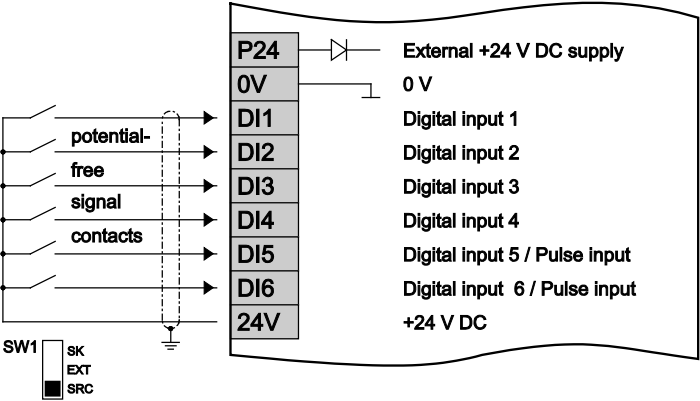 P24 External +24 V DC supply
0V 0 V
DI1 Digital input 1
potential-
DI2 Digital input 2
free
DI3 Digital input 3
signal
DI4 Digital input 4
contacts
DI5 Digital input 5 / Pulse input
DI6 Digital input 6 / Pulse input
24V +24 V DC
SW1 SK
EXT
SRC